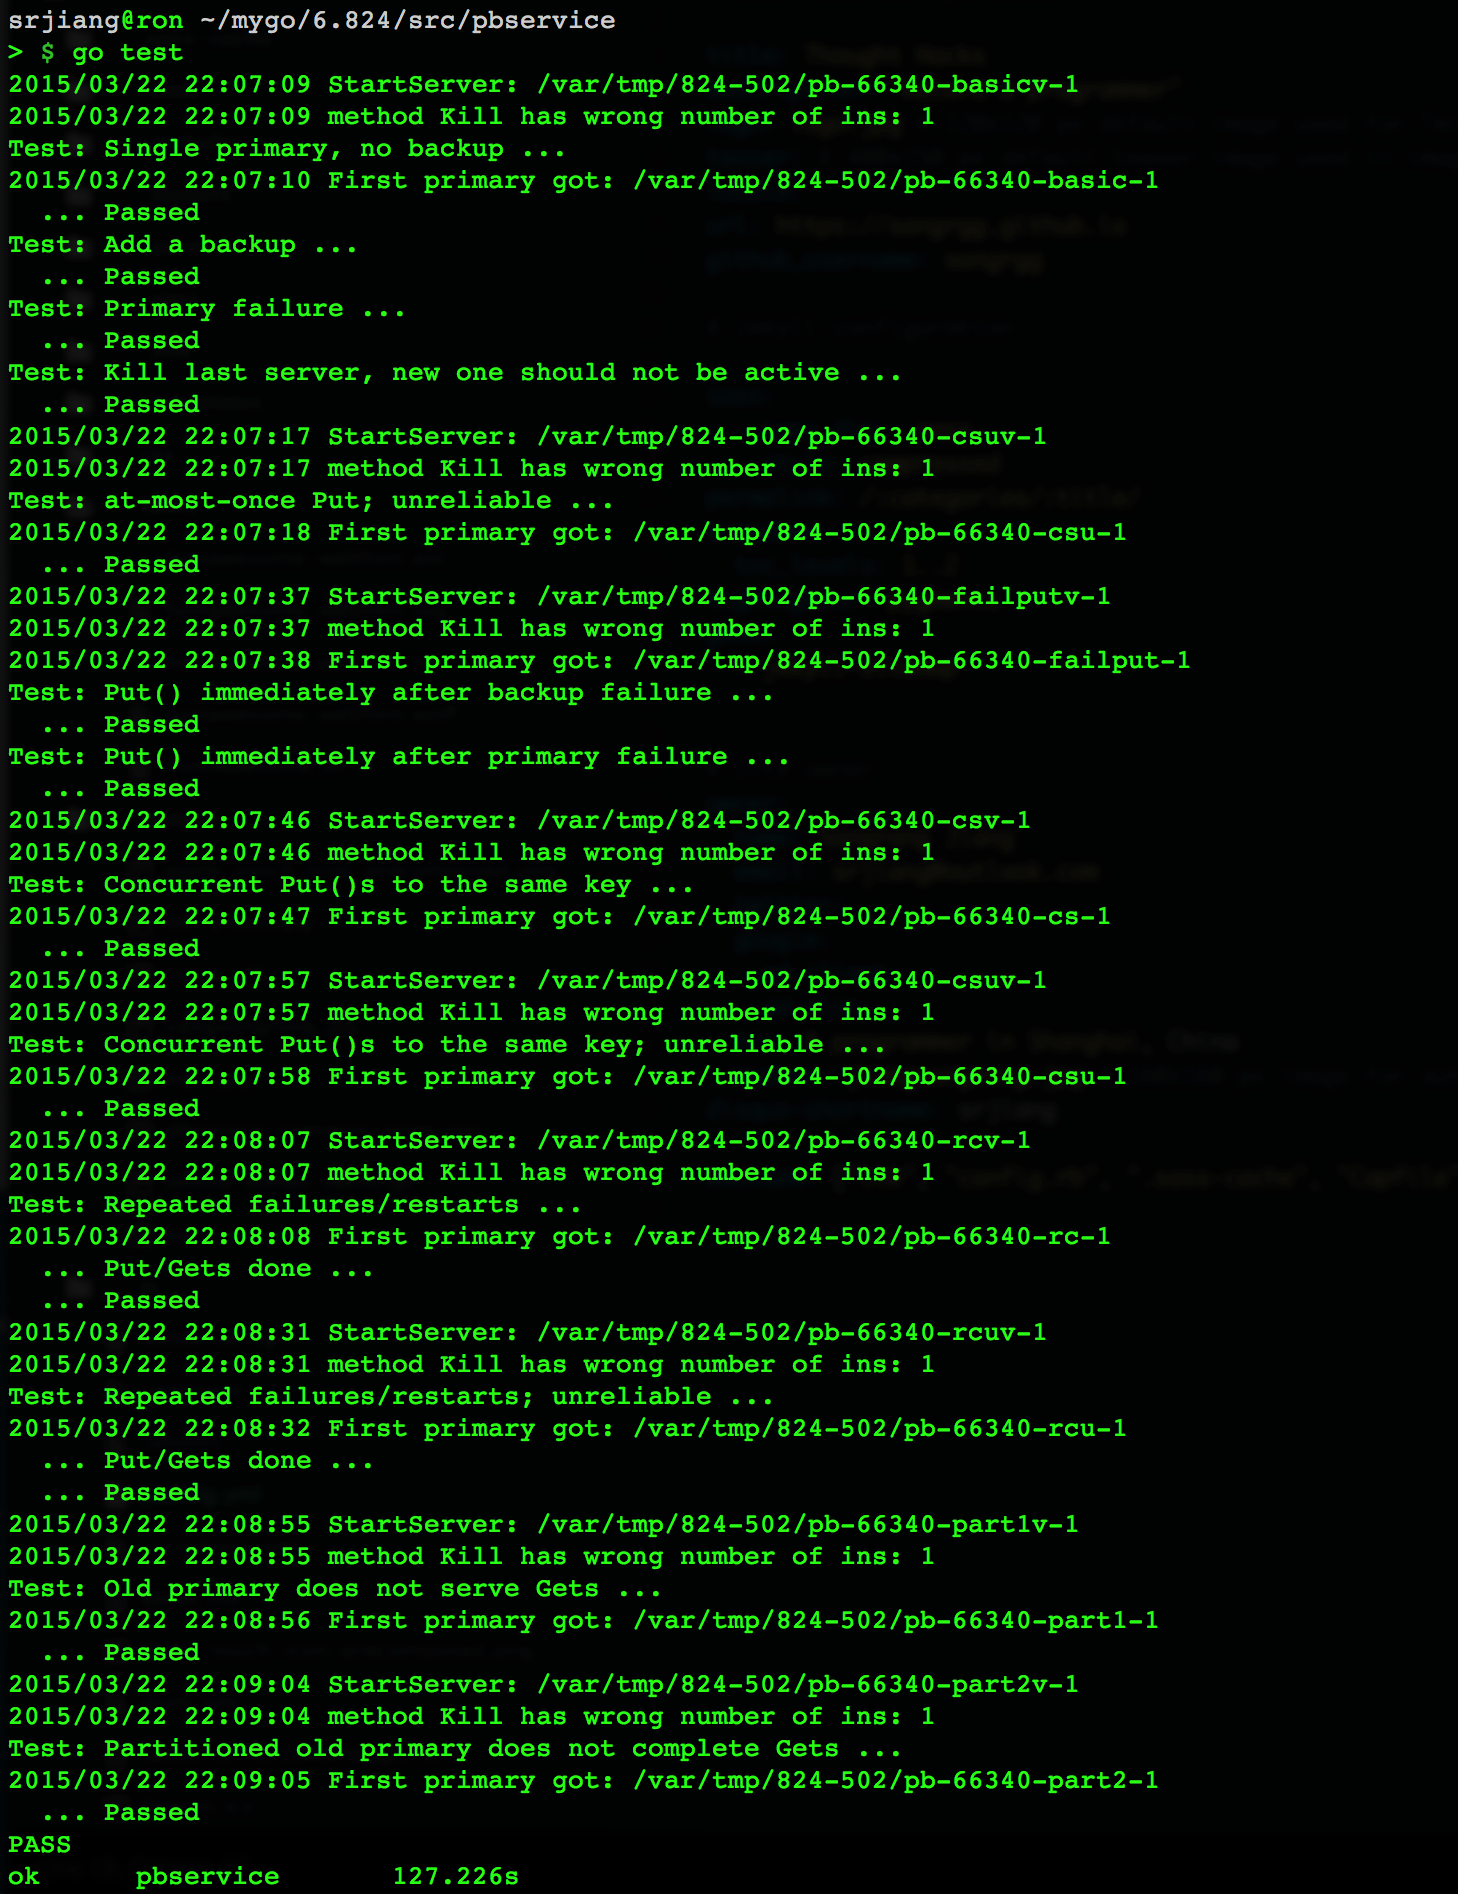 srjiang@ron ~/mygo/6.824/src/pbservice
> $ go test
2015/03/22 22:07:09 StartServer: /var/tmp/824-502/pb-66340-basicv-1
2015/03/22 22:07:09 method Kill has wrong number of ins: 1
Test: Single primary, no backup ...
2015/03/22 22:07:10 First primary got: /var/tmp/824-502/pb-66340-basic-1
  ... Passed
Test: Add a backup ...
  ... Passed
Test: Primary failure ...
  ... Passed
Test: Kill last server, new one should not be active ...
  ... Passed
2015/03/22 22:07:17 StartServer: /var/tmp/824-502/pb-66340-csuv-1
2015/03/22 22:07:17 method Kill has wrong number of ins: 1
Test: at-most-once Put; unreliable ...
2015/03/22 22:07:18 First primary got: /var/tmp/824-502/pb-66340-csu-1
  ... Passed
2015/03/22 22:07:37 StartServer: /var/tmp/824-502/pb-66340-failputv-1
2015/03/22 22:07:37 method Kill has wrong number of ins: 1
2015/03/22 22:07:38 First primary got: /var/tmp/824-502/pb-66340-failput-1
Test: Put() immediately after backup failure ...
  ... Passed
Test: Put() immediately after primary failure ...
  ... Passed
2015/03/22 22:07:46 StartServer: /var/tmp/824-502/pb-66340-csv-1
2015/03/22 22:07:46 method Kill has wrong number of ins: 1
Test: Concurrent Put()s to the same key ...
2015/03/22 22:07:47 First primary got: /var/tmp/824-502/pb-66340-cs-1
  ... Passed
2015/03/22 22:07:57 StartServer: /var/tmp/824-502/pb-66340-csuv-1
2015/03/22 22:07:57 method Kill has wrong number of ins: 1
Test: Concurrent Put()s to the same key; unreliable ...
2015/03/22 22:07:58 First primary got: /var/tmp/824-502/pb-66340-csu-1
  ... Passed
2015/03/22 22:08:07 StartServer: /var/tmp/824-502/pb-66340-rcv-1
2015/03/22 22:08:07 method Kill has wrong number of ins: 1
Test: Repeated failures/restarts ...
2015/03/22 22:08:08 First primary got: /var/tmp/824-502/pb-66340-rc-1
  ... Put/Gets done ...
  ... Passed
2015/03/22 22:08:31 StartServer: /var/tmp/824-502/pb-66340-rcuv-1
2015/03/22 22:08:31 method Kill has wrong number of ins: 1
Test: Repeated failures/restarts; unreliable ...
2015/03/22 22:08:32 First primary got: /var/tmp/824-502/pb-66340-rcu-1
  ... Put/Gets done ...
  ... Passed
2015/03/22 22:08:55 StartServer: /var/tmp/824-502/pb-66340-part1v-1
2015/03/22 22:08:55 method Kill has wrong number of ins: 1
Test: Old primary does not serve Gets ...
2015/03/22 22:08:56 First primary got: /var/tmp/824-502/pb-66340-part1-1
  ... Passed
2015/03/22 22:09:04 StartServer: /var/tmp/824-502/pb-66340-part2v-1
2015/03/22 22:09:04 method Kill has wrong number of ins: 1
Test: Partitioned old primary does not complete Gets ...
2015/03/22 22:09:05 First primary got: /var/tmp/824-502/pb-66340-part2-1
  ... Passed
PASS
ok      pbservice       127.226s